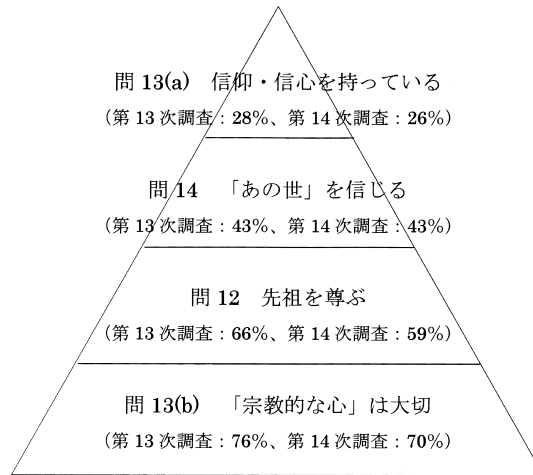 問 13(a)　信仰・信心を持っている
（第 13 次調査：28%、第 14 次調査：26%）
問 14　「あの世」を信じる
（第 13 次調査：43%、第 14 次調査：43%）
問 12　先祖を尊ぶ
（第 13 次調査：66%、第 14 次調査：59%）
問 13(b)　「宗教的な心」は大切
（第 13 次調査：76%、第 14 次調査：70%）